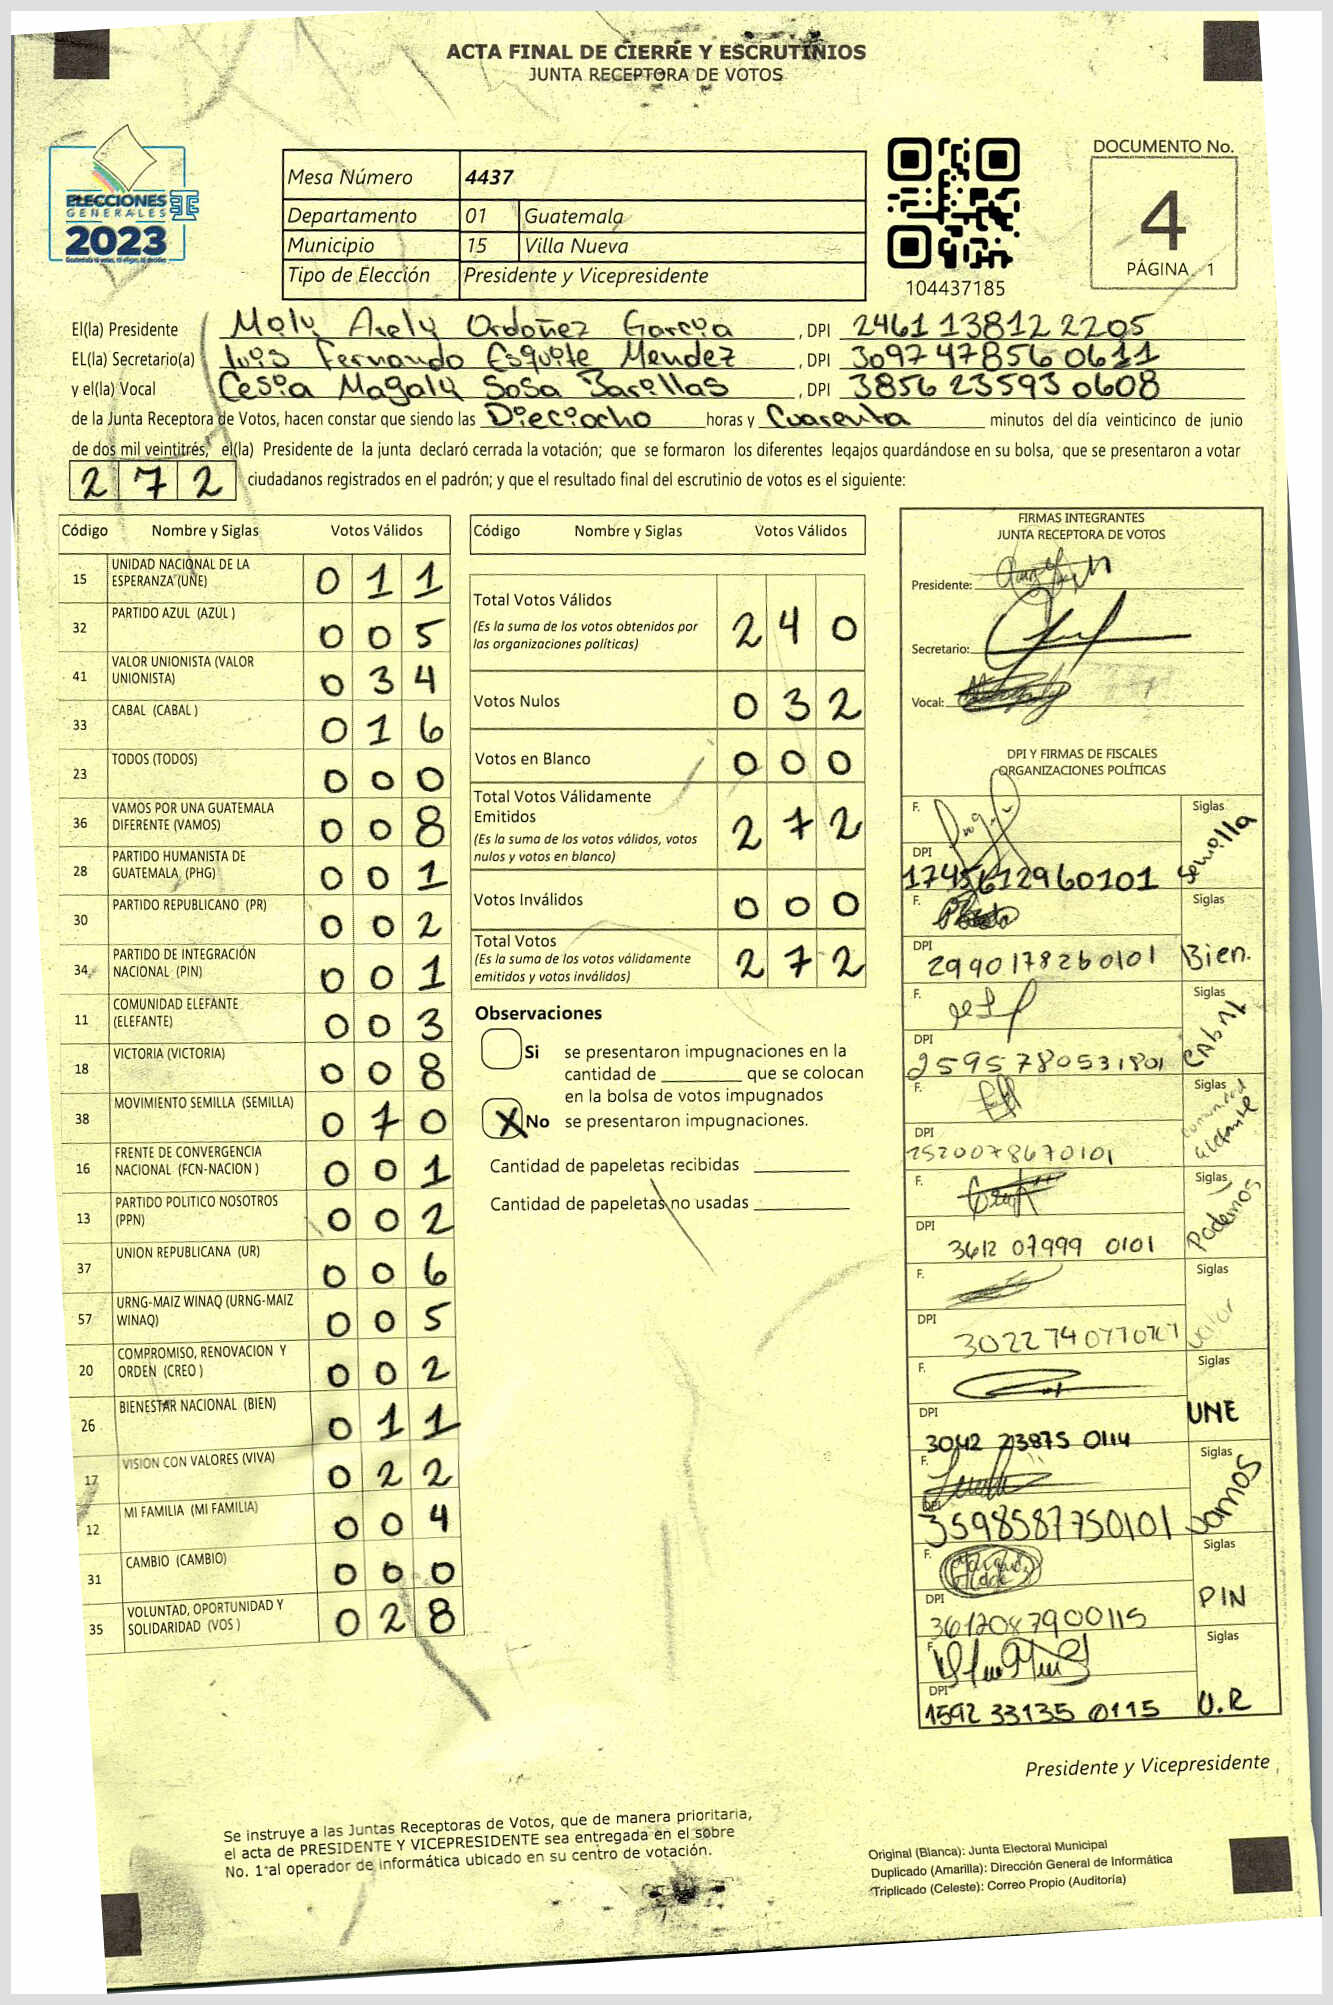 ACTA FINAL DE CIERRE Y ESCRUTINIOS
JUNTA RECEPTORA DE VOTOS
ELECCIONES
GENERALES
2023
Mesa Número 4437
Departamento 01 Guatemala
Municipio 15 Villa Nueva
Tipo de Elección Presidente y Vicepresidente
104437185
DOCUMENTO No.
4
PÁGINA 1
El(la) Presidente Moly Arely Ordoñez García , DPI 2461 13812 2205
EL(la) Secretario(a) Luis Fernando Esquite Mendez , DPI 3097 47856 0611
y el(la) Vocal Cesia Magaly Sosa Barillas , DPI 3856 23593 0608
de la Junta Receptora de Votos, hacen constar que siendo las Dieciocho horas y Cuarenta minutos del día veinticinco de junio
de dos mil veintitrés, el(la) Presidente de la junta declaró cerrada la votación; que se formaron los diferentes legajos guardándose en su bolsa, que se presentaron a votar
272 ciudadanos registrados en el padrón; y que el resultado final del escrutinio de votos es el siguiente:
Código Nombre y Siglas Votos Válidos
15 UNIDAD NACIONAL DE LA ESPERANZA (UNE) 0 1 1
32 PARTIDO AZUL (AZUL ) 0 0 5
41 VALOR UNIONISTA (VALOR UNIONISTA) 0 3 4
33 CABAL (CABAL ) 0 1 6
23 TODOS (TODOS) 0 0 0
36 VAMOS POR UNA GUATEMALA DIFERENTE (VAMOS) 0 0 8
28 PARTIDO HUMANISTA DE GUATEMALA (PHG) 0 0 1
30 PARTIDO REPUBLICANO (PR) 0 0 2
34 PARTIDO DE INTEGRACIÓN NACIONAL (PIN) 0 0 1
11 COMUNIDAD ELEFANTE (ELEFANTE) 0 0 3
18 VICTORIA (VICTORIA) 0 0 8
38 MOVIMIENTO SEMILLA (SEMILLA) 0 7 0
16 FRENTE DE CONVERGENCIA NACIONAL (FCN-NACION ) 0 0 1
13 PARTIDO POLITICO NOSOTROS (PPN) 0 0 2
37 UNION REPUBLICANA (UR) 0 0 6
57 URNG-MAIZ WINAQ (URNG-MAIZ WINAQ) 0 0 5
20 COMPROMISO, RENOVACION Y ORDEN (CREO ) 0 0 2
26 BIENESTAR NACIONAL (BIEN) 0 1 1
17 VISION CON VALORES (VIVA) 0 2 2
12 MI FAMILIA (MI FAMILIA) 0 0 4
31 CAMBIO (CAMBIO) 0 0 0
35 VOLUNTAD, OPORTUNIDAD Y SOLIDARIDAD (VOS ) 0 2 8
Código Nombre y Siglas Votos Válidos
Total Votos Válidos 2 4 0
(Es la suma de los votos obtenidos por
las organizaciones políticas)
Votos Nulos 0 3 2
Votos en Blanco 0 0 0
Total Votos Válidamente
Emitidos 2 7 2
(Es la suma de los votos válidos, votos
nulos y votos en blanco)
Votos Inválidos 0 0 0
Total Votos 2 7 2
(Es la suma de los votos válidamente
emitidos y votos inválidos)
Observaciones
Si se presentaron impugnaciones en la
cantidad de ________ que se colocan
en la bolsa de votos impugnados
X No se presentaron impugnaciones.
Cantidad de papeletas recibidas
Cantidad de papeletas no usadas
FIRMAS INTEGRANTES
JUNTA RECEPTORA DE VOTOS
Presidente:
Secretario:
Vocal:
DPI Y FIRMAS DE FISCALES
ORGANIZACIONES POLÍTICAS
F. Siglas Semilla
DPI 1745612960101
F. Siglas Bien.
DPI 2990178260101
F. Siglas CAbAL
DPI 2595780531801
F. Siglas comunidad elefante
DPI 2520078670101
F. Siglas Podemos
DPI 3612 07999 0101
F. Siglas Valor
DPI
F. Siglas UNE
DPI 3042 23875 0114
F. Siglas Vamos
DPI 3598587750101
F. Siglas PIN
DPI 3612087900115
F. Siglas U.R
DPI 1592 33135 0115
Presidente y Vicepresidente
Se instruye a las Juntas Receptoras de Votos, que de manera prioritaria,
el acta de PRESIDENTE Y VICEPRESIDENTE sea entregada en el sobre
No. 1 al operador de informática ubicado en su centro de votación.
Original (Blanca): Junta Electoral Municipal
Duplicado (Amarilla): Dirección General de Informática
Triplicado (Celeste): Correo Propio (Auditoría)